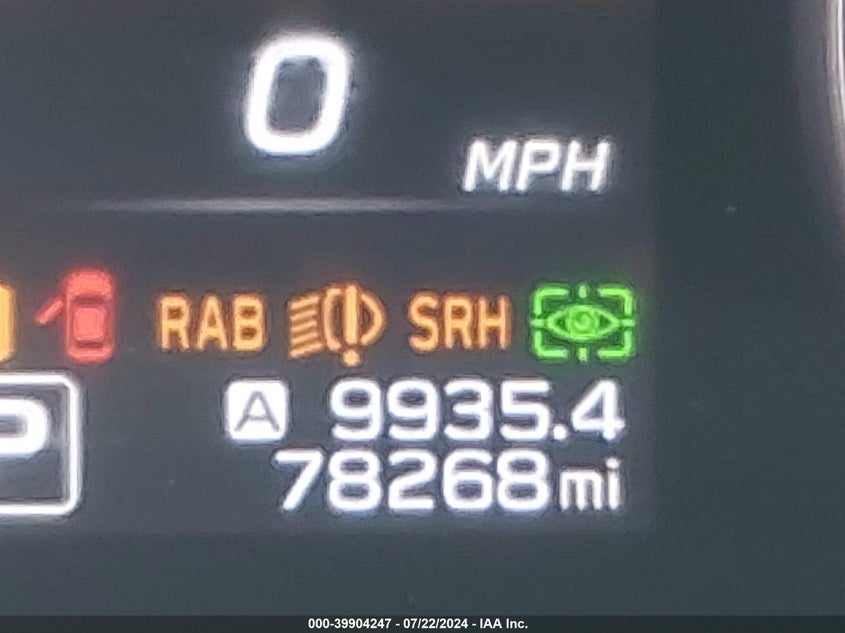 0
MPH
RAB SRH
P
A 9935.4
78268mi
000-39904247 - 07/22/2024 - IAA Inc.